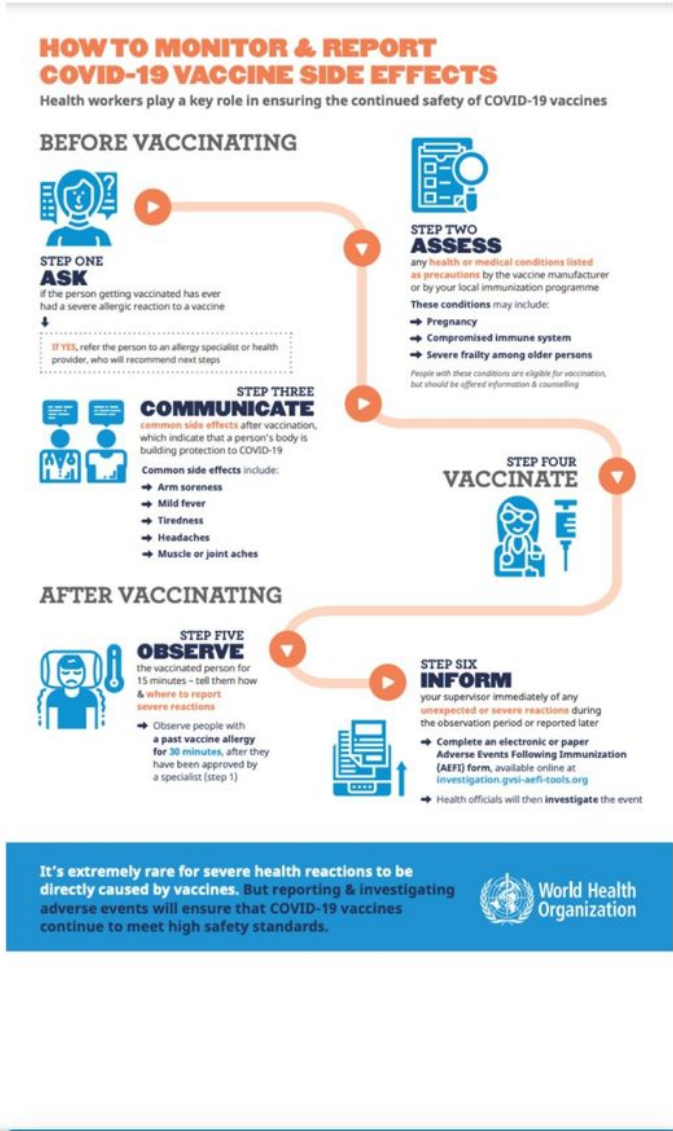 HOW TO MONITOR & REPORT
COVID-19 VACCINE SIDE EFFECTS
Health workers play a key role in ensuring the continued safety of COVID-19 vaccines
BEFORE VACCINATING
?
STEP ONE
ASK
if the person getting vaccinated has ever
had a severe allergic reaction to a vaccine
If YES, refer the person to an allergy specialist or health
provider, who will recommend next steps
STEP TWO
ASSESS
any health or medical conditions listed
as precautions by the vaccine manufacturer
or by your local immunization programme
These conditions may include:
Pregnancy
Compromised immune system
Severe frailty among older persons
People with these conditions are eligible for vaccination,
but should be offered information & counselling
STEP THREE
COMMUNICATE
common side effects after vaccination,
which indicate that a person's body is
building protection to COVID-19
Common side effects include:
Arm soreness
Mild fever
Tiredness
Headaches
Muscle or joint aches
STEP FOUR
VACCINATE
AFTER VACCINATING
STEP FIVE
OBSERVE
the vaccinated person for
15 minutes – tell them how
& where to report
severe reactions
Observe people with
a past vaccine allergy
for 30 minutes, after they
have been approved by
a specialist (step 1)
STEP SIX
INFORM
your supervisor immediately of any
unexpected or severe reactions during
the observation period or reported later
Complete an electronic or paper
Adverse Events Following Immunization
(AEFI) form, available online at
investigation.gvsi-aefi-tools.org
Health officials will then investigate the event
It's extremely rare for severe health reactions to be
directly caused by vaccines. But reporting & investigating
adverse events will ensure that COVID-19 vaccines
continue to meet high safety standards.
World Health
Organization